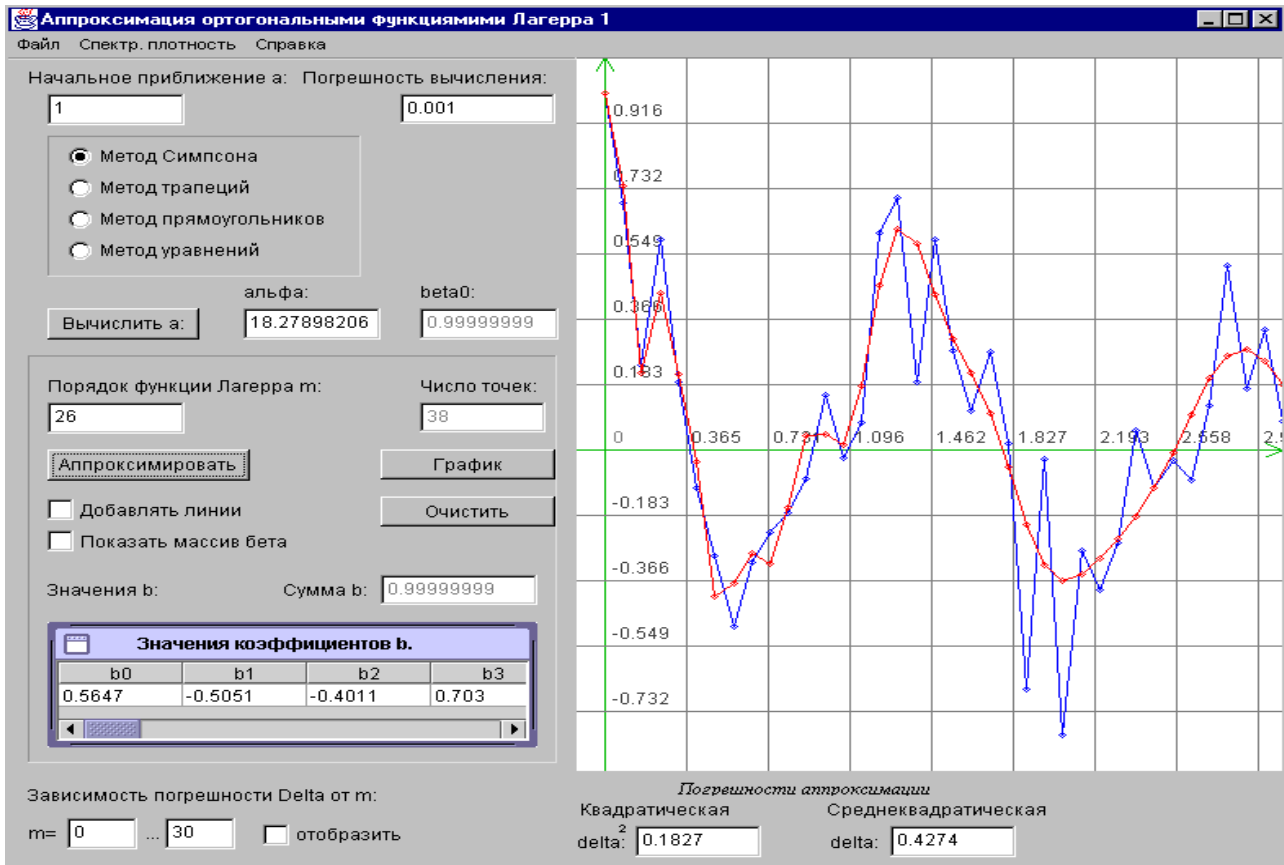 Аппроксимация ортогональными функциямими Лагерра 1
Файл Спектр. плотность Справка
Начальное приближение a: Погрешность вычисления:
1 0.001
Метод Симпсона
Метод трапеций
Метод прямоугольников
Метод уравнений
альфа: beta0:
Вычислить a: 18.27898206 0.99999999
Порядок функции Лагерра m: Число точек:
26 38
Аппроксимировать График
Добавлять линии Очистить
Показать массив бета
Значения b: Сумма b: 0.99999999
Значения коэффициентов b.
b0 b1 b2 b3
0.5647 -0.5051 -0.4011 0.703
Зависимость погрешности Delta от m:
m= 0 ... 30 отобразить
0.916
0.732
0.549
0.366
0.183
0 0.365 0.731 1.096 1.462 1.827 2.193 2.558 2.9
-0.183
-0.366
-0.549
-0.732
Погрешности аппроксимации
Квадратическая Среднеквадратическая
delta²: 0.1827 delta: 0.4274